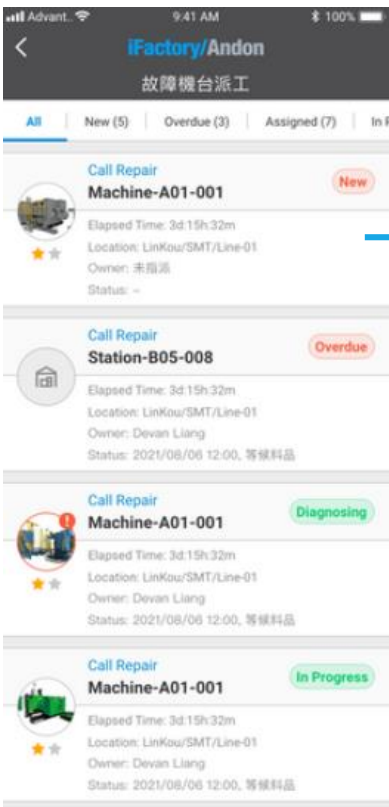 Advant.. 9:41 AM 100%
iFactory/Andon
故障機台派工
All New (5) Overdue (3) Assigned (7) In
Call Repair
Machine-A01-001
New
Elapsed Time: 3d:15h:32m
Location: LinKou/SMT/Line-01
Owner: 未指派
Status: –
Call Repair
Station-B05-008
Overdue
Elapsed Time: 3d:15h:32m
Location: LinKou/SMT/Line-01
Owner: Devan Liang
Status: 2021/08/06 12:00, 等候料品
Call Repair
Machine-A01-001
Diagnosing
Elapsed Time: 3d:15h:32m
Location: LinKou/SMT/Line-01
Owner: Devan Liang
Status: 2021/08/06 12:00, 等候料品
Call Repair
Machine-A01-001
In Progress
Elapsed Time: 3d:15h:32m
Location: LinKou/SMT/Line-01
Owner: Devan Liang
Status: 2021/08/06 12:00, 等候料品